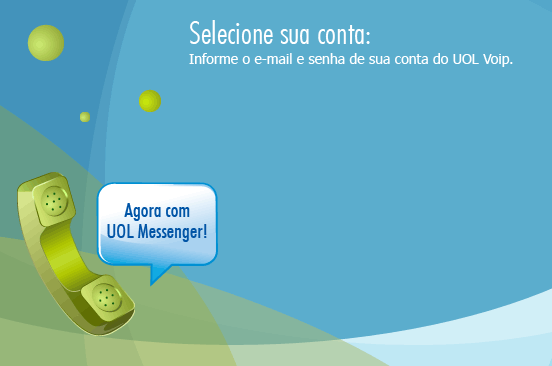 Selecione sua conta:
Informe o e-mail e senha de sua conta do UOL Voip.
Agora com
UOL Messenger!